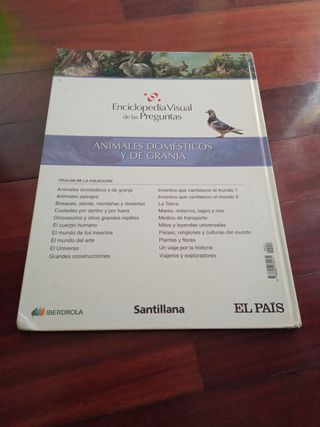 Enciclopedia Visual
de las Preguntas
ANIMALES DOMÉSTICOS
Y DE GRANJA
TÍTULOS DE LA COLECCIÓN
Animales domésticos y de granja
Animales salvajes
Bosques, selvas, montañas y desiertos
Ciudades por dentro y por fuera
Dinosaurios y otros grandes reptiles
El cuerpo humano
El mundo de los insectos
El mundo del arte
El Universo
Grandes construcciones
Inventos que cambiaron el mundo 1
Inventos que cambiaron el mundo 2
La Tierra
Mares, océanos, lagos y ríos
Medios de transporte
Mitos y leyendas universales
Países, religiones y culturas del mundo
Plantas y flores
Un viaje por la historia
Viajeros y exploradores
IBERDROLA
Santillana
EL PAÍS